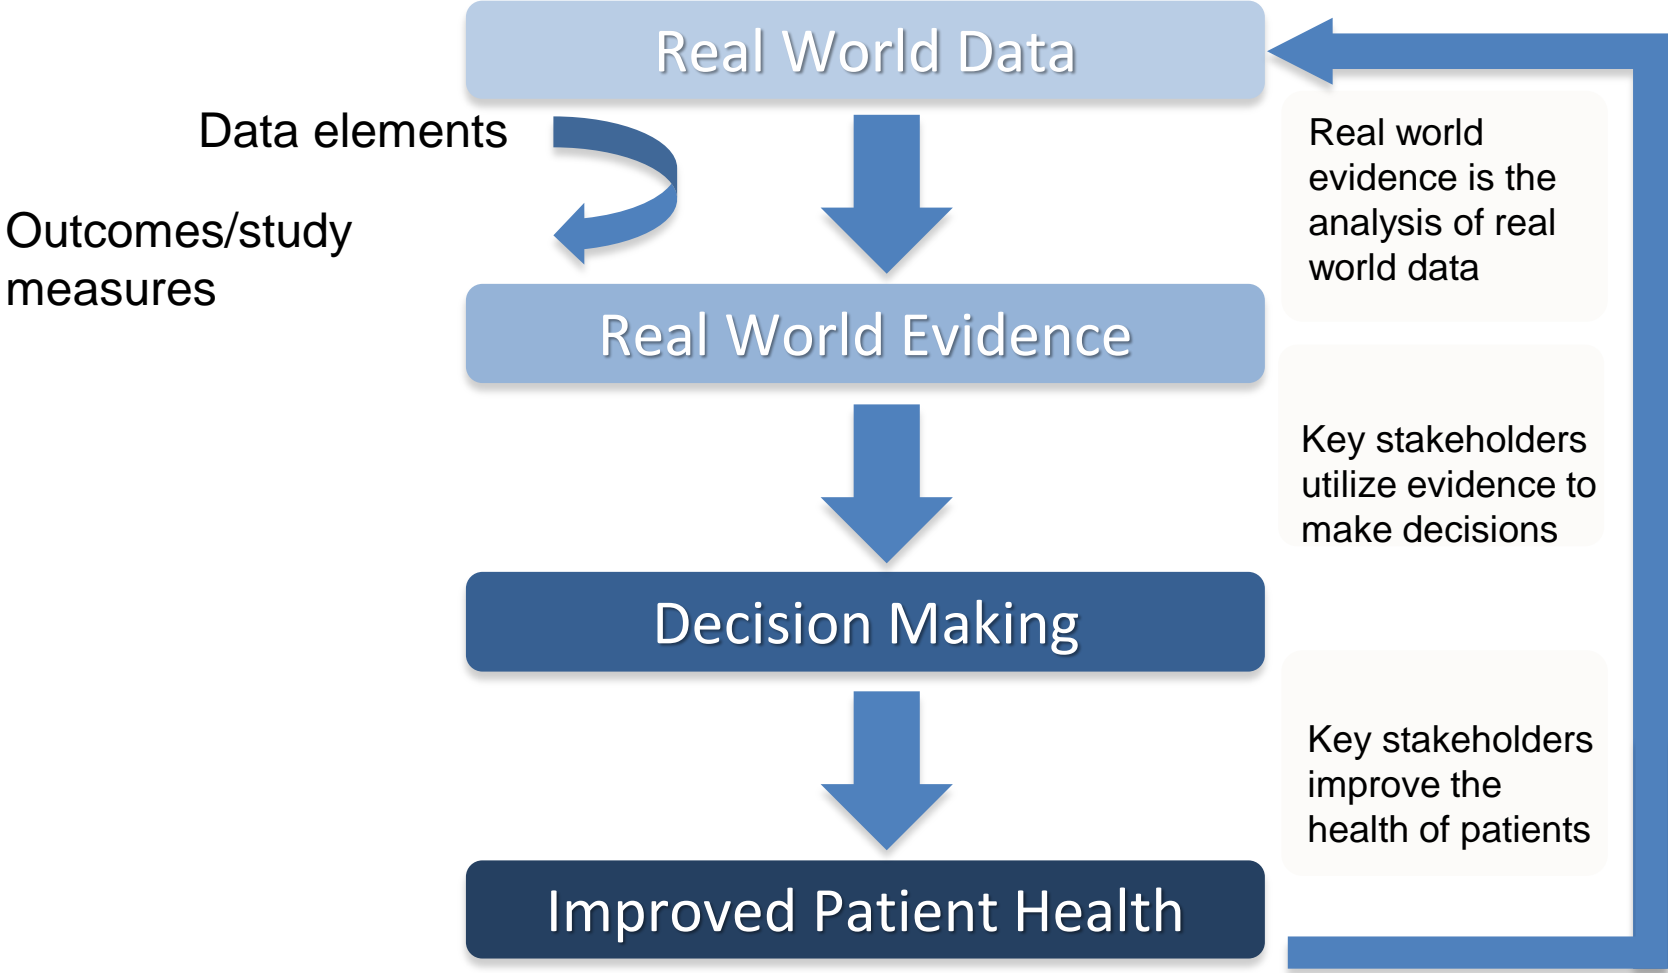 Real World Data
Data elements
Outcomes/study
measures
Real world
evidence is the
analysis of real
world data
Real World Evidence
Key stakeholders
utilize evidence to
make decisions
Decision Making
Key stakeholders
improve the
health of patients
Improved Patient Health